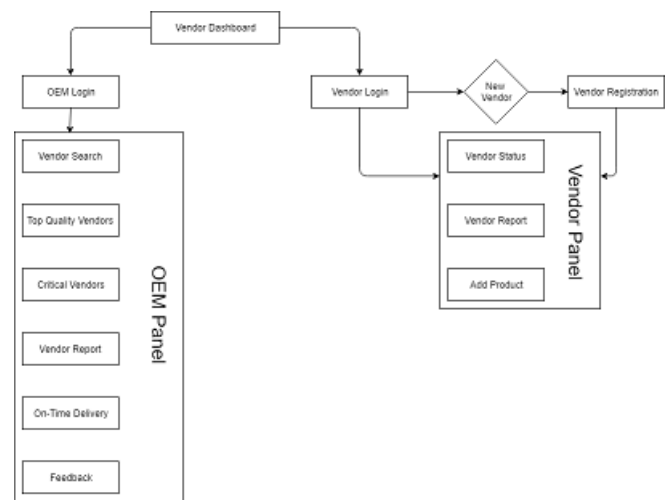 Vendor Dashboard
OEM Login
Vendor Login
New
Vendor
Vendor Registration
Vendor Search
Top Quality Vendors
Critical Vendors
Vendor Report
On-Time Delivery
Feedback
OEM Panel
Vendor Status
Vendor Report
Add Product
Vendor Panel